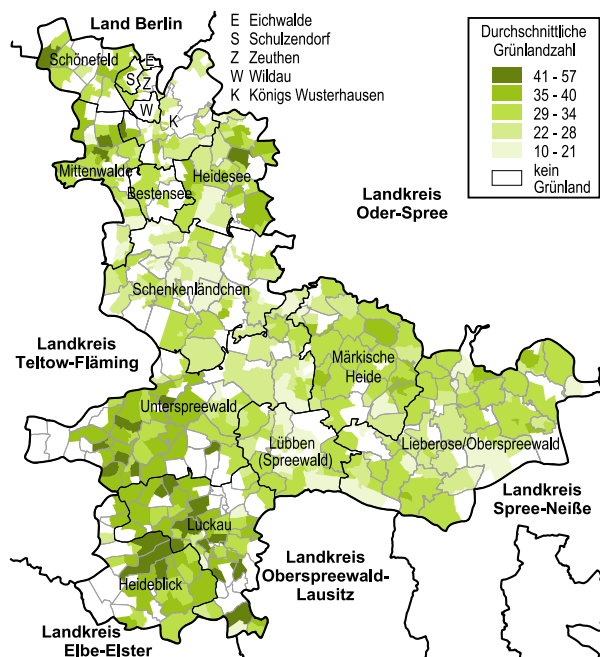 Land Berlin
E Eichwalde
S Schulzendorf
Z Zeuthen
W Wildau
K Königs Wusterhausen
Durchschnittliche
Grünlandzahl
41 - 57
35 - 40
29 - 34
22 - 28
10 - 21
kein
Grünland
Schönefeld
E
S
Z
W
K
Mittenwalde
Bestensee
Heidesee
Landkreis
Oder-Spree
Schenkenländchen
Landkreis
Teltow-Fläming
Märkische
Heide
Unterspreewald
Lübben
(Spreewald)
Lieberose/Oberspreewald
Landkreis
Spree-Neiße
Luckau
Landkreis
Oberspreewald-
Lausitz
Heideblick
Landkreis
Elbe-Elster